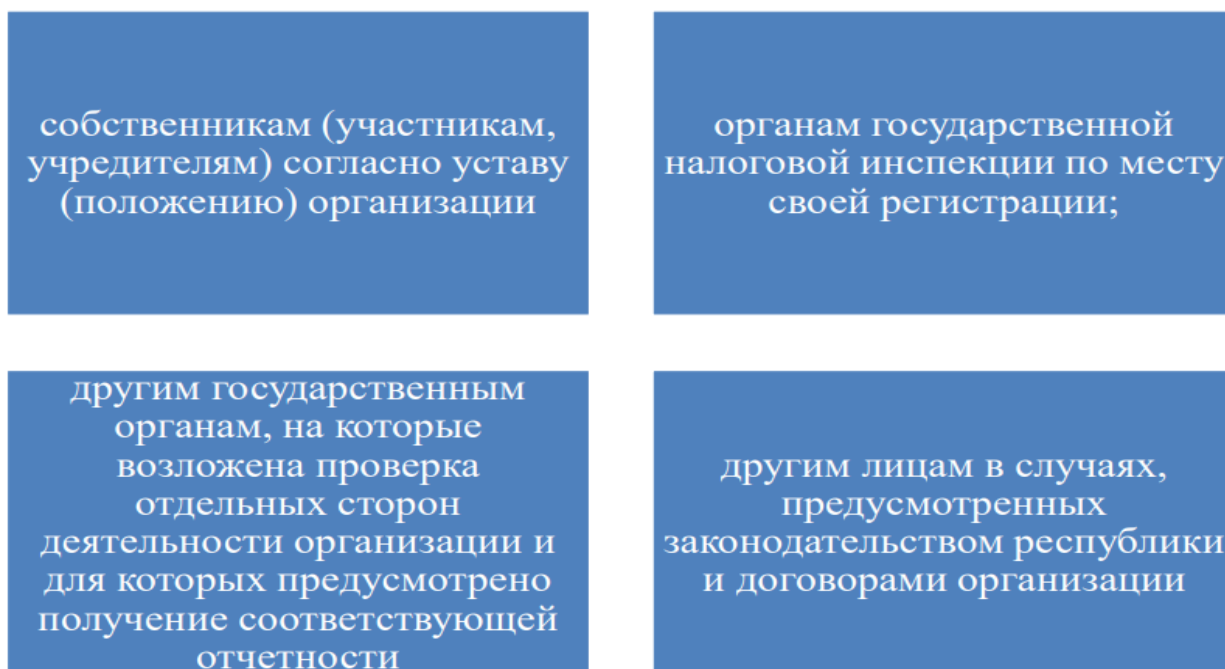 собственникам (участникам,
учредителям) согласно уставу
(положению) организации
органам государственной
налоговой инспекции по месту
своей регистрации;
другим государственным
органам, на которые
возложена проверка
отдельных сторон
деятельности организации и
для которых предусмотрено
получение соответствующей
отчетности
другим лицам в случаях,
предусмотренных
законодательством республики
и договорами организации